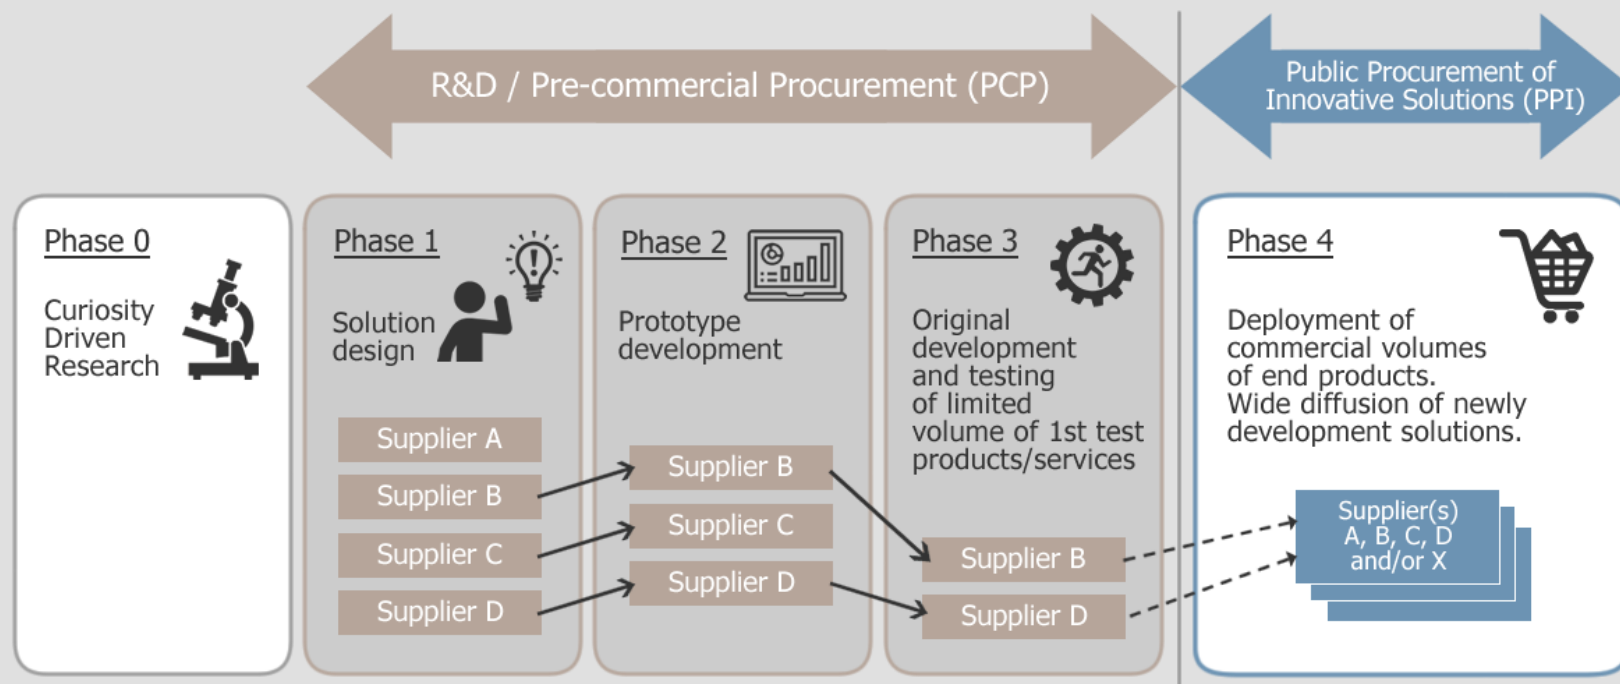 R&D / Pre-commercial Procurement (PCP)
Public Procurement of
Innovative Solutions (PPI)
Phase 0
Curiosity
Driven
Research
Phase 1
Solution
design
Supplier A
Supplier B
Supplier C
Supplier D
Phase 2
Prototype
development
Supplier B
Supplier C
Supplier D
Phase 3
Original
development
and testing
of limited
volume of 1st test
products/services
Supplier B
Supplier D
Phase 4
Deployment of
commercial volumes
of end products.
Wide diffusion of newly
development solutions.
Supplier(s)
A, B, C, D
and/or X